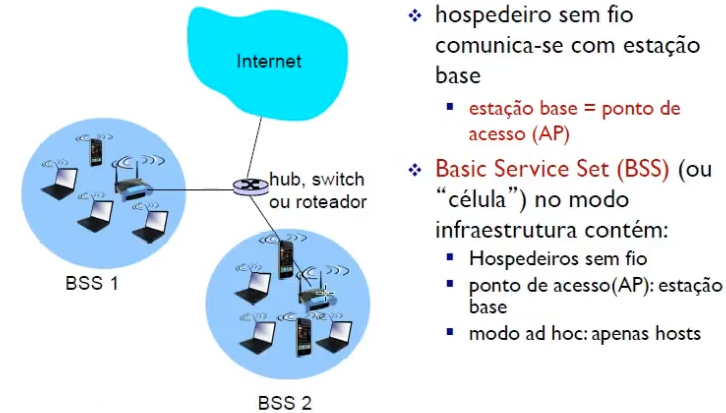 Internet
hub, switch
ou roteador
BSS 1
BSS 2
hospedeiro sem fio
comunica-se com estação
base
estação base = ponto de
acesso (AP)
Basic Service Set (BSS) (ou
“célula”) no modo
infraestrutura contém:
Hospedeiros sem fio
ponto de acesso(AP): estação
base
modo ad hoc: apenas hosts